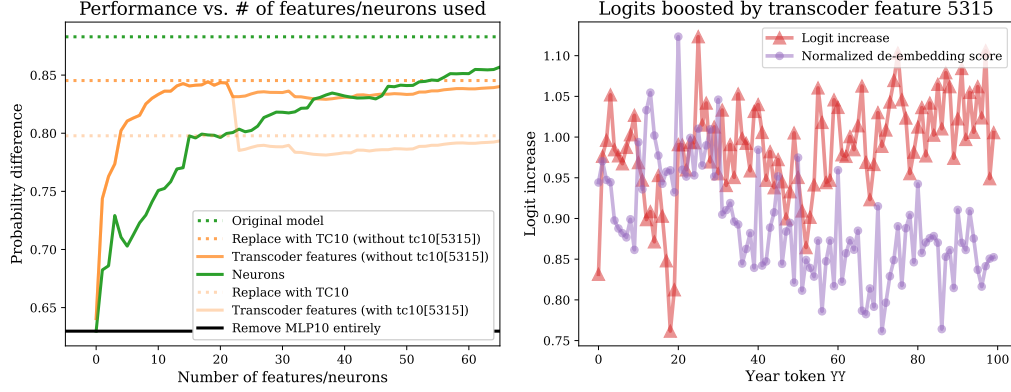 Performance vs. # of features/neurons used
Probability difference
0.85
0.80
0.75
0.70
0.65
Original model
Replace with TC10 (without tc10[5315])
Transcoder features (without tc10[5315])
Neurons
Replace with TC10
Transcoder features (with tc10[5315])
Remove MLP10 entirely
0 10 20 30 40 50 60
Number of features/neurons
Logits boosted by transcoder feature 5315
Logit increase
1.10
1.05
1.00
0.95
0.90
0.85
0.80
0.75
Logit increase
Normalized de-embedding score
0 20 40 60 80 100
Year token YY